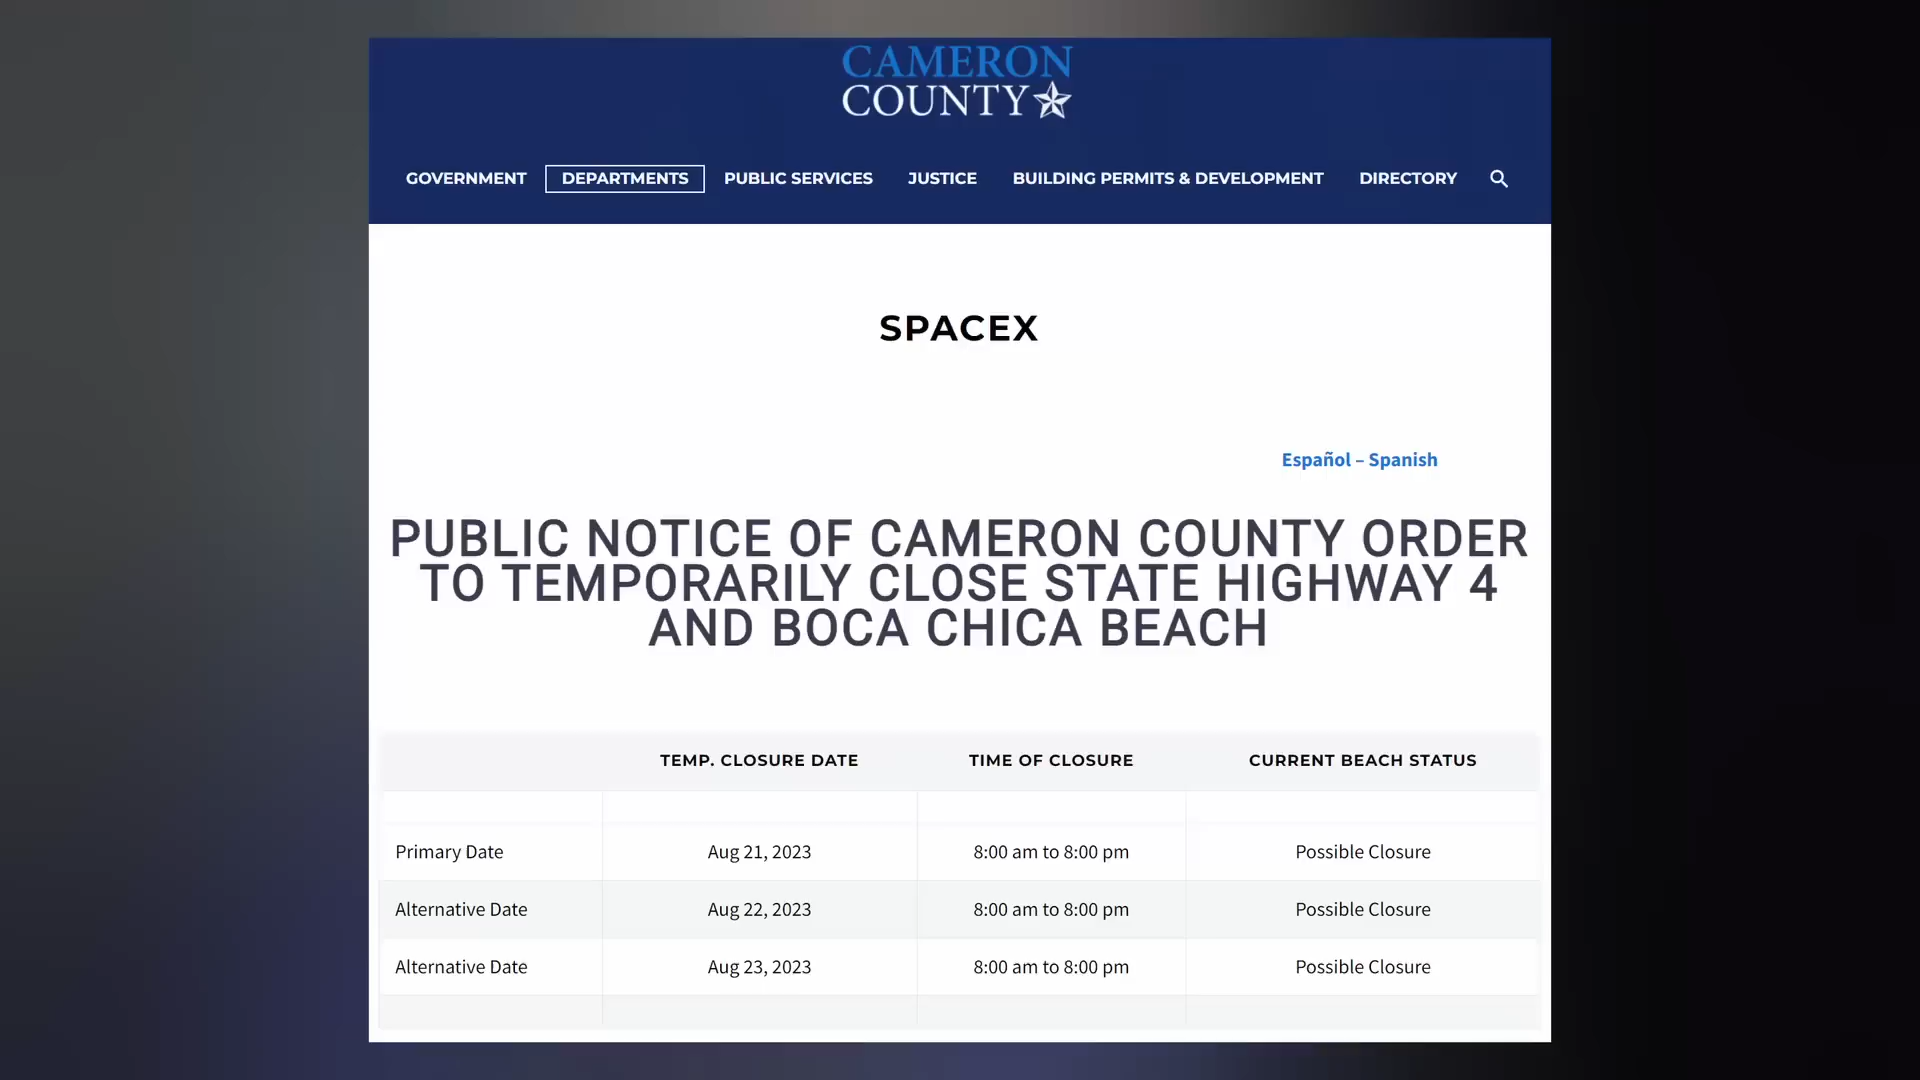 CAMERON
COUNTY
GOVERNMENT DEPARTMENTS PUBLIC SERVICES JUSTICE BUILDING PERMITS & DEVELOPMENT DIRECTORY
SPACEX
Español – Spanish
PUBLIC NOTICE OF CAMERON COUNTY ORDER
TO TEMPORARILY CLOSE STATE HIGHWAY 4
AND BOCA CHICA BEACH
TEMP. CLOSURE DATE TIME OF CLOSURE CURRENT BEACH STATUS
Primary Date Aug 21, 2023 8:00 am to 8:00 pm Possible Closure
Alternative Date Aug 22, 2023 8:00 am to 8:00 pm Possible Closure
Alternative Date Aug 23, 2023 8:00 am to 8:00 pm Possible Closure